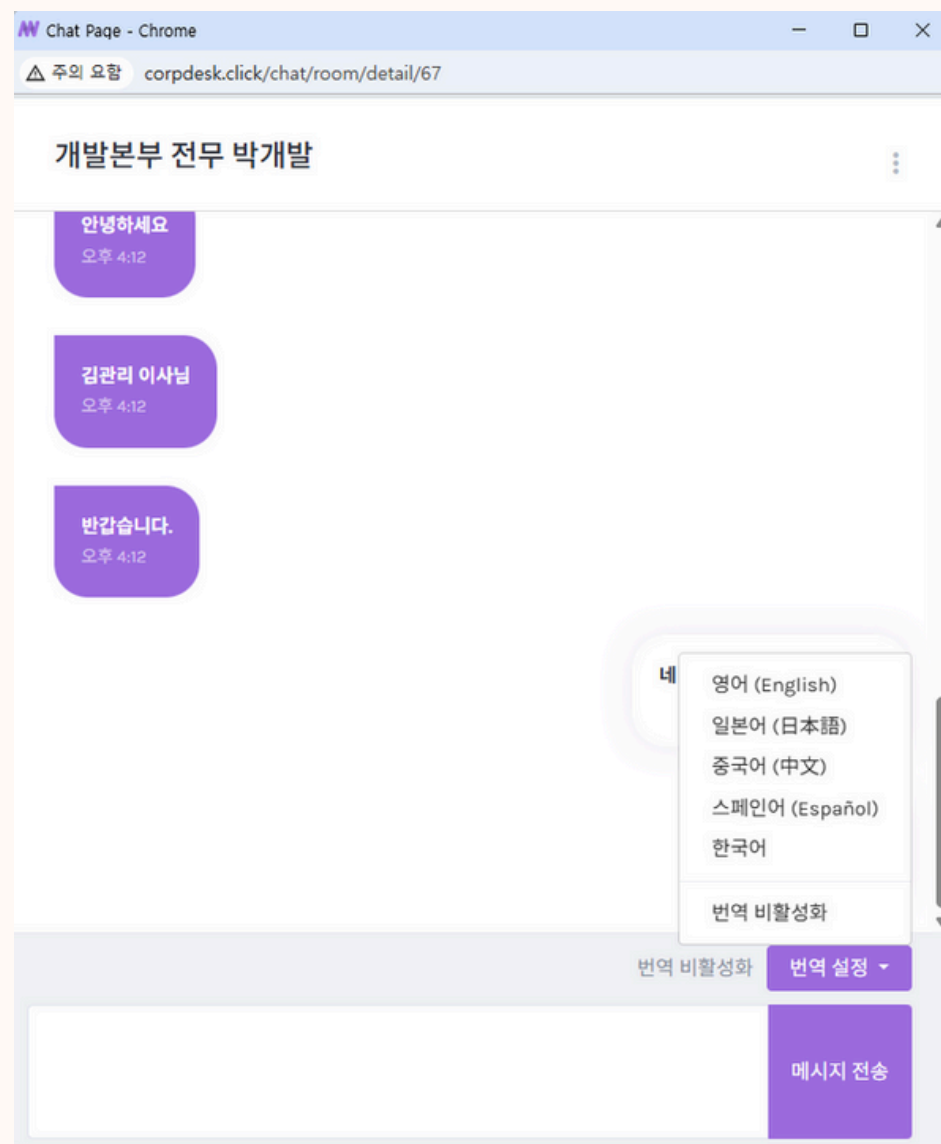 Chat Page - Chrome
주의 요함 corpdesk.click/chat/room/detail/67
개발본부 전무 박개발
안녕하세요
오후 4:12
김관리 이사님
오후 4:12
반갑습니다.
오후 4:12
네
영어 (English)
일본어 (日本語)
중국어 (中文)
스페인어 (Español)
한국어
번역 비활성화
번역 비활성화 번역 설정
메시지 전송